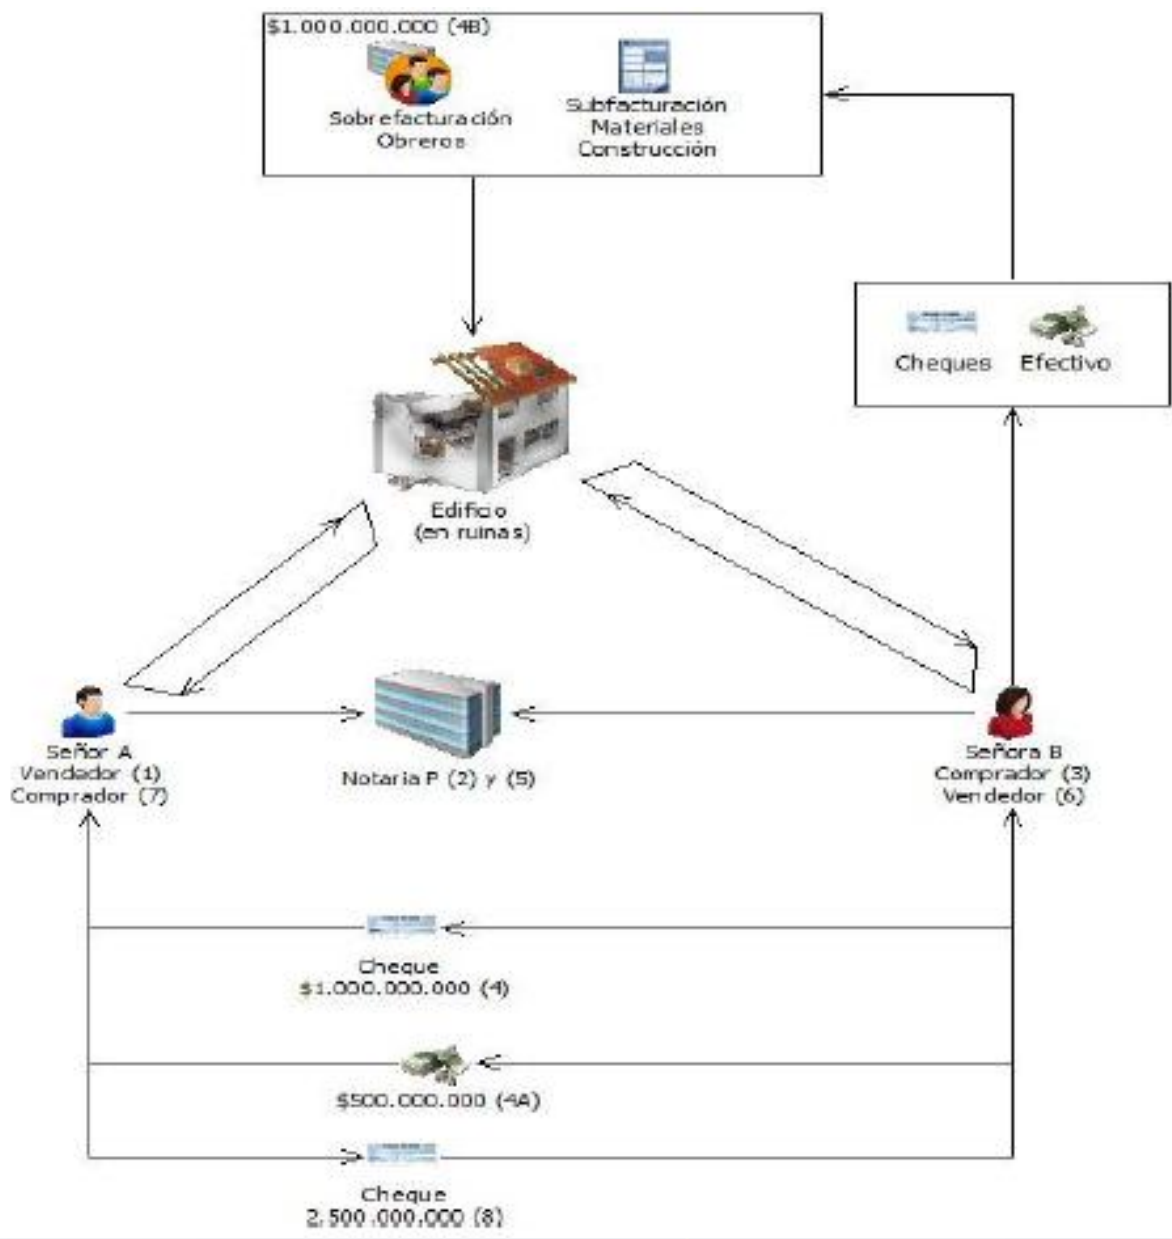 $1.000.000.000 (4B)
Sobrefacturación
Obreros
Subfacturación
Materiales
Construcción
Cheques
Efectivo
Edificio
(en ruinas)
Señor A
Vendedor (1)
Comprador (7)
Notaria P (2) y (5)
Señora B
Comprador (3)
Vendedor (6)
Cheque
$1.000.000.000 (4)
$500.000.000 (4A)
Cheque
2,500,000,000 (8)